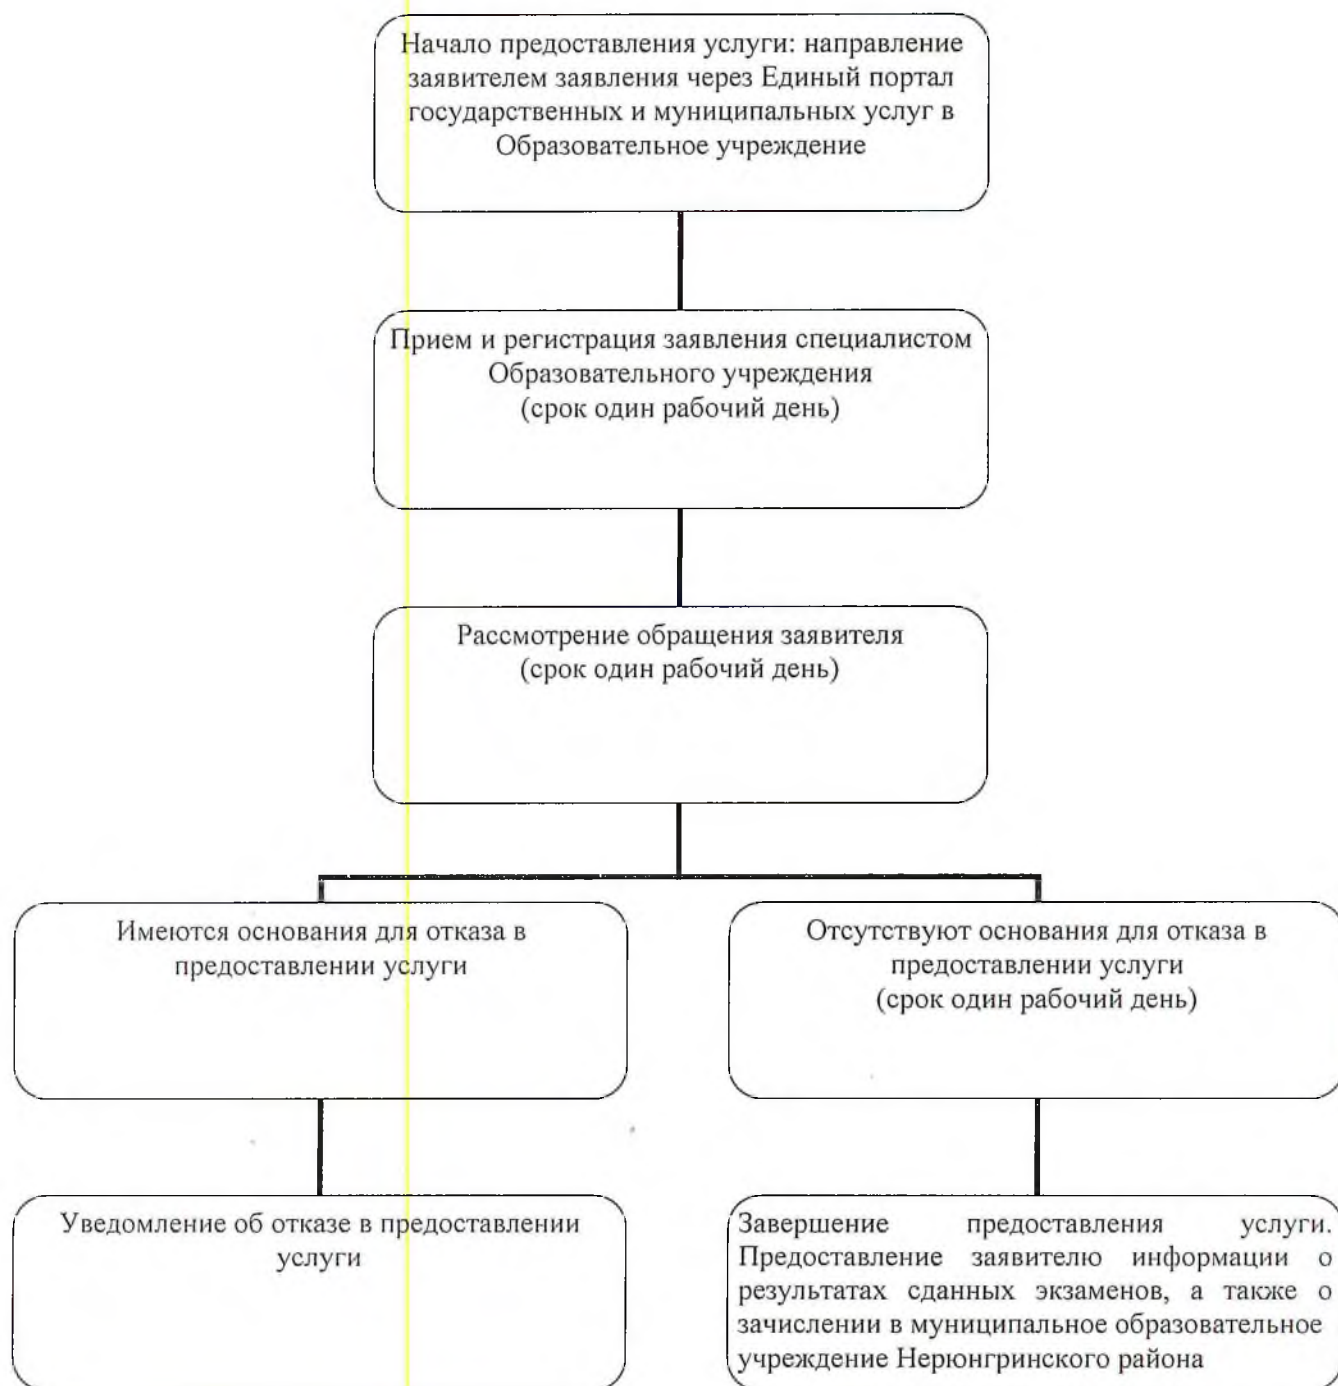 Начало предоставления услуги: направление
заявителем заявления через Единый портал
государственных и муниципальных услуг в
Образовательное учреждение
Прием и регистрация заявления специалистом
Образовательного учреждения
(срок один рабочий день)
Рассмотрение обращения заявителя
(срок один рабочий день)
Имеются основания для отказа в
предоставлении услуги
Отсутствуют основания для отказа в
предоставлении услуги
(срок один рабочий день)
Уведомление об отказе в предоставлении
услуги
Завершение предоставления услуги.
Предоставление заявителю информации о
результатах сданных экзаменов, а также о
зачислении в муниципальное образовательное
учреждение Нерюнгринского района